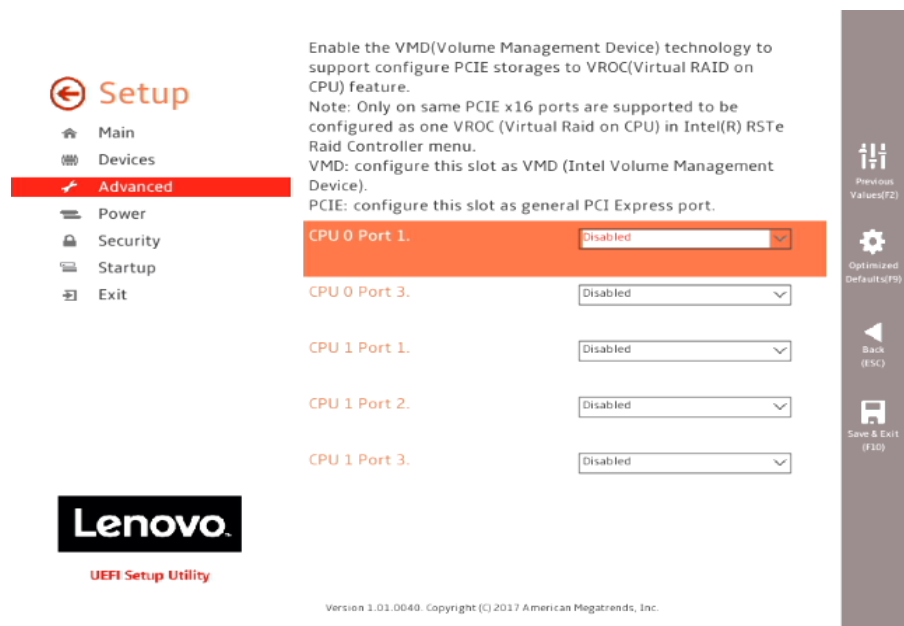 Setup
Main
Devices
Advanced
Power
Security
Startup
Exit
Lenovo.
UEFI Setup Utility
Enable the VMD(Volume Management Device) technology to
support configure PCIE storages to VROC(Virtual RAID on
CPU) feature.
Note: Only on same PCIE x16 ports are supported to be
configured as one VROC (Virtual Raid on CPU) in Intel(R) RSTe
Raid Controller menu.
VMD: configure this slot as VMD (Intel Volume Management
Device).
PCIE: configure this slot as general PCI Express port.
CPU 0 Port 1. Disabled
CPU 0 Port 3. Disabled
CPU 1 Port 1. Disabled
CPU 1 Port 2. Disabled
CPU 1 Port 3. Disabled
Previous
Values(F2)
Optimized
Defaults(F9)
Back
(ESC)
Save & Exit
(F10)
Version 1.01.0040. Copyright (C) 2017 American Megatrends, Inc.